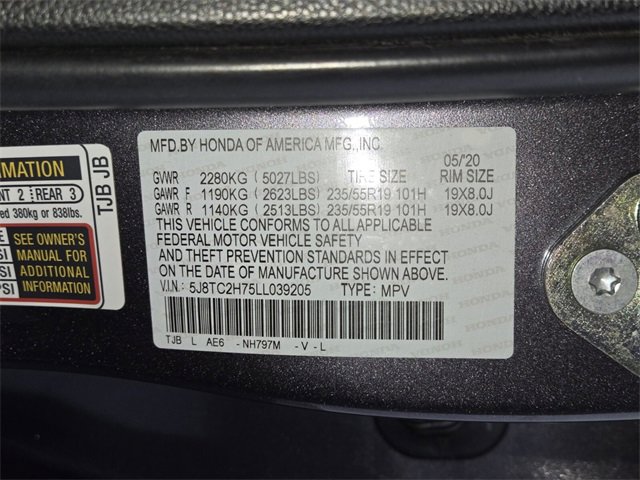 MFD.BY HONDA OF AMERICA MFG.,INC.
05/20
GVWR 2280KG (5027LBS) TIRE SIZE RIM SIZE
GAWR F 1190KG (2623LBS) 235/55R19 101H 19X8.0J
GAWR R 1140KG (2513LBS) 235/55R19 101H 19X8.0J
THIS VEHICLE CONFORMS TO ALL APPLICABLE
FEDERAL MOTOR VEHICLE SAFETY
AND THEFT PREVENTION STANDARDS IN EFFECT
ON THE DATE OF MANUFACTURE SHOWN ABOVE.
V.I.N.: 5J8TC2H75LL039205 TYPE: MPV
TJB L AE6 -NH797M -V-L
2 REAR 3
380kg or 838lbs.
SEE OWNER'S
MANUAL FOR
ADDITIONAL
INFORMATION
TJB JB